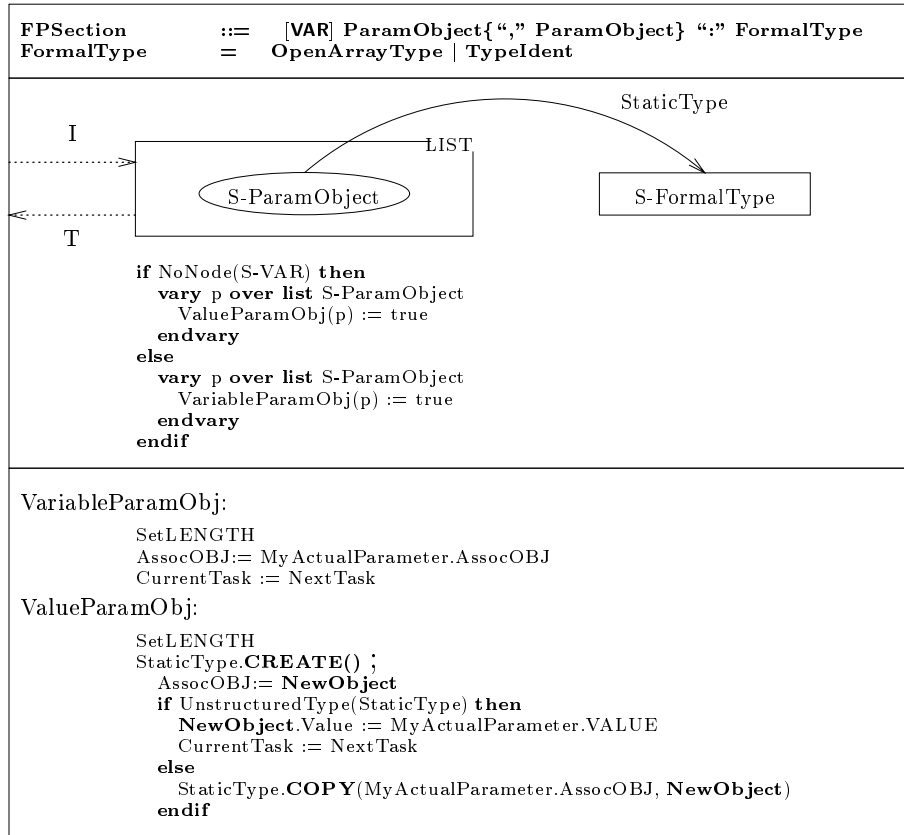 FPSection ::= [VAR] ParamObject{“,” ParamObject} “:” FormalType
FormalType = OpenArrayType | TypeIdent
StaticType
I
LIST
S-ParamObject
S-FormalType
T
if NoNode(S-VAR) then
vary p over list S-ParamObject
ValueParamObj(p) := true
endvary
else
vary p over list S-ParamObject
VariableParamObj(p) := true
endvary
endif
VariableParamObj:
SetLENGTH
AssocOBJ:= MyActualParameter.AssocOBJ
CurrentTask := NextTask
ValueParamObj:
SetLENGTH
StaticType.CREATE() ;
AssocOBJ:= NewObject
if UnstructuredType(StaticType) then
NewObject.Value := MyActualParameter.VALUE
CurrentTask := NextTask
else
StaticType.COPY(MyActualParameter.AssocOBJ, NewObject)
endif